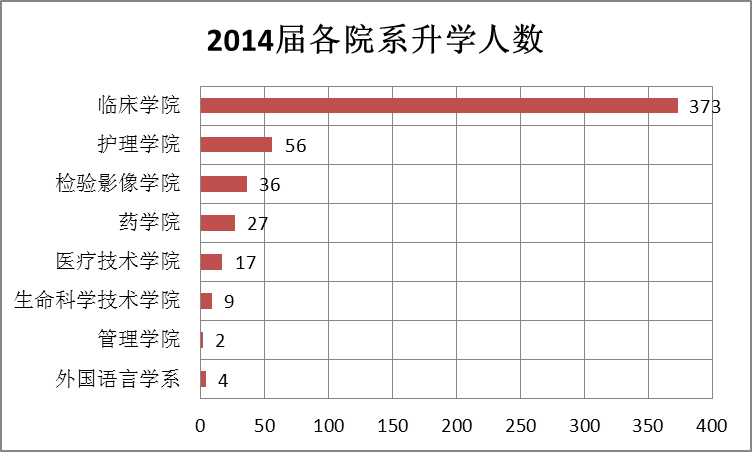 2014届各院系升学人数
临床学院 373
护理学院 56
检验影像学院 36
药学院 27
医疗技术学院 17
生命科学技术学院 9
管理学院 2
外国语言学系 4
0 50 100 150 200 250 300 350 400